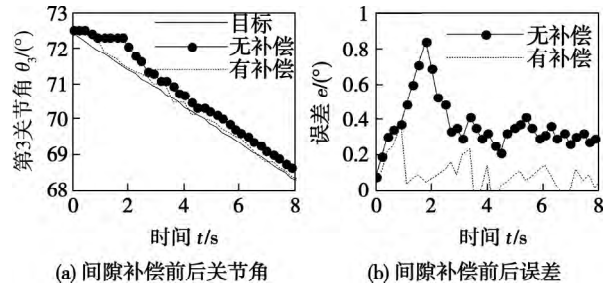 73
72
71
70
69
68
0
2
4
6
8
第3关节角 θ₃/(°)
时间 t/s
目标
无补偿
有补偿
(a) 间隙补偿前后关节角
1
0.8
0.6
0.4
0.2
0
0
2
4
6
8
误差 e/(°)
时间 t/s
无补偿
有补偿
(b) 间隙补偿前后误差